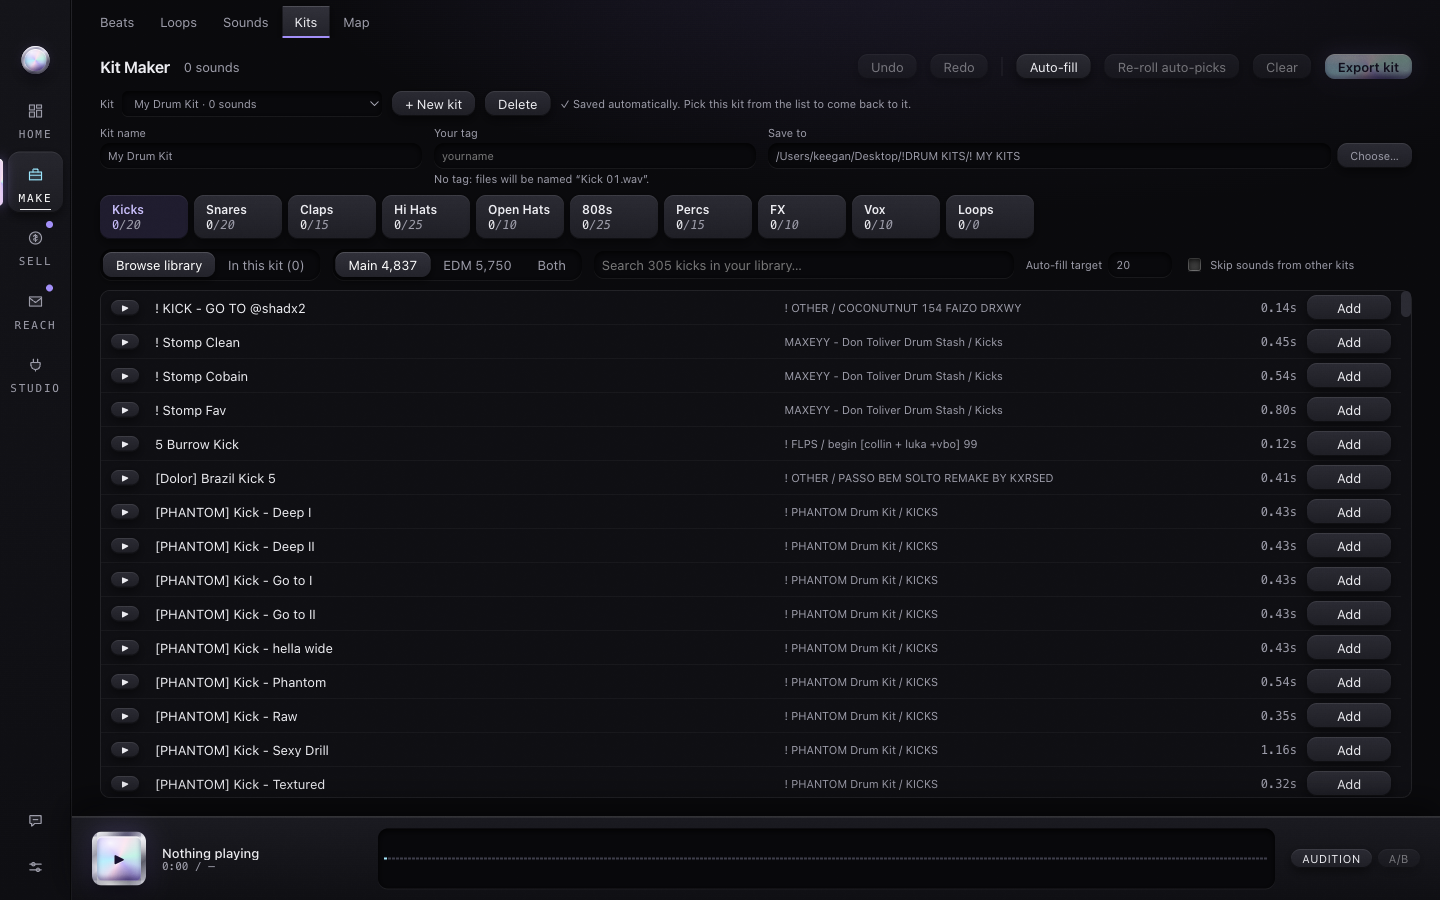 Beats Loops Sounds Kits Map
Kit Maker 0 sounds Undo Redo Auto-fill Re-roll auto-picks Clear Export kit
Kit My Drum Kit · 0 sounds + New kit Delete ✓ Saved automatically. Pick this kit from the list to come back to it.
Kit name Your tag Save to
My Drum Kit yourname /Users/keegan/Desktop/!DRUM KITS/! MY KITS Choose...
No tag: files will be named “Kick 01.wav”.
Kicks Snares Claps Hi Hats Open Hats 808s Percs FX Vox Loops
0/20 0/20 0/15 0/25 0/10 0/25 0/15 0/10 0/10 0/0
Browse library In this kit (0) Main 4,837 EDM 5,750 Both Search 305 kicks in your library... Auto-fill target 20 Skip sounds from other kits
! KICK - GO TO @shadx2 ! OTHER / COCONUTNUT 154 FAIZO DRXWY 0.14s Add
! Stomp Clean MAXEYY - Don Toliver Drum Stash / Kicks 0.45s Add
! Stomp Cobain MAXEYY - Don Toliver Drum Stash / Kicks 0.54s Add
! Stomp Fav MAXEYY - Don Toliver Drum Stash / Kicks 0.80s Add
5 Burrow Kick ! FLPS / begin [collin + luka +vbo] 99 0.12s Add
[Dolor] Brazil Kick 5 ! OTHER / PASSO BEM SOLTO REMAKE BY KXRSED 0.41s Add
[PHANTOM] Kick - Deep I ! PHANTOM Drum Kit / KICKS 0.43s Add
[PHANTOM] Kick - Deep II ! PHANTOM Drum Kit / KICKS 0.43s Add
[PHANTOM] Kick - Go to I ! PHANTOM Drum Kit / KICKS 0.43s Add
[PHANTOM] Kick - Go to II ! PHANTOM Drum Kit / KICKS 0.43s Add
[PHANTOM] Kick - hella wide ! PHANTOM Drum Kit / KICKS 0.43s Add
[PHANTOM] Kick - Phantom ! PHANTOM Drum Kit / KICKS 0.54s Add
[PHANTOM] Kick - Raw ! PHANTOM Drum Kit / KICKS 0.35s Add
[PHANTOM] Kick - Sexy Drill ! PHANTOM Drum Kit / KICKS 1.16s Add
[PHANTOM] Kick - Textured ! PHANTOM Drum Kit / KICKS 0.32s Add
HOME
MAKE
SELL
REACH
STUDIO
Nothing playing
0:00 / —
AUDITION A/B